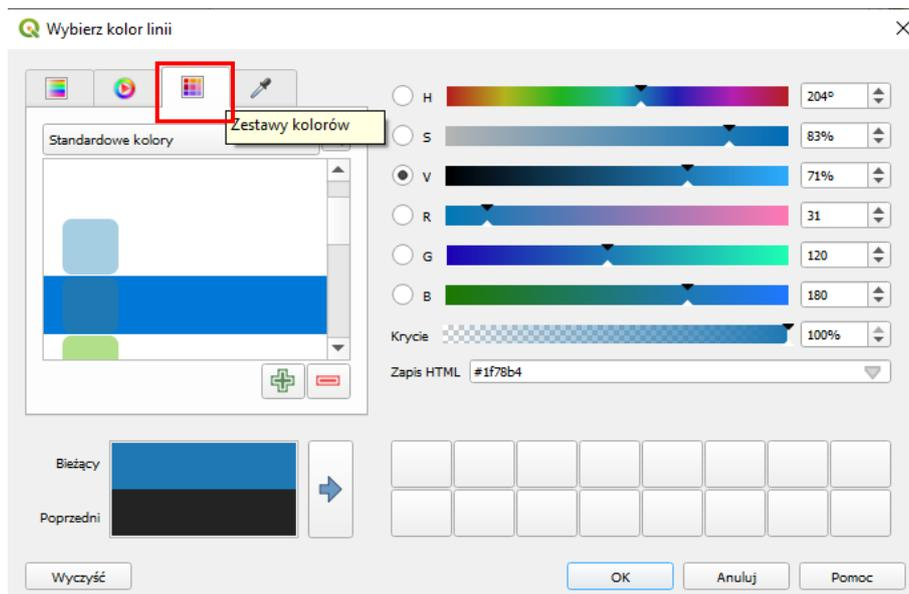 Wybierz kolor linii
Zestawy kolorów
Standardowe kolory
H 204°
S 83%
V 71%
R 31
G 120
B 180
Krycie 100%
Zapis HTML #1f78b4
Bieżący
Poprzedni
Wyczyść OK Anuluj Pomoc